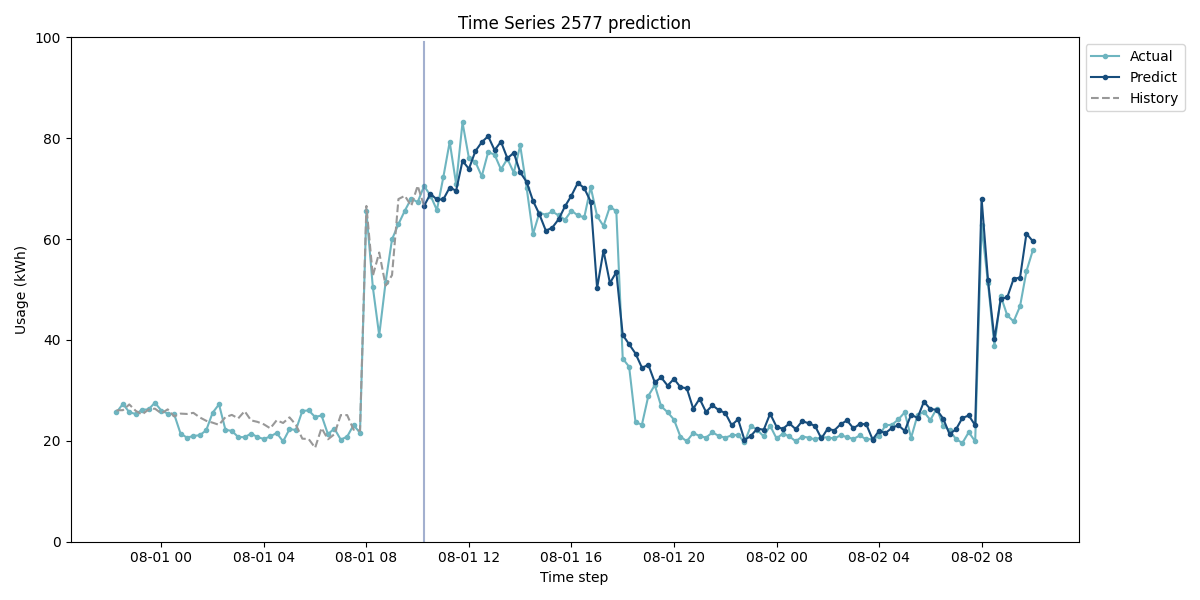 Time Series 2577 prediction
100
80
60
40
20
0
Usage (kWh)
08-01 00
08-01 04
08-01 08
08-01 12
08-01 16
08-01 20
08-02 00
08-02 04
08-02 08
Time step
Actual
Predict
History